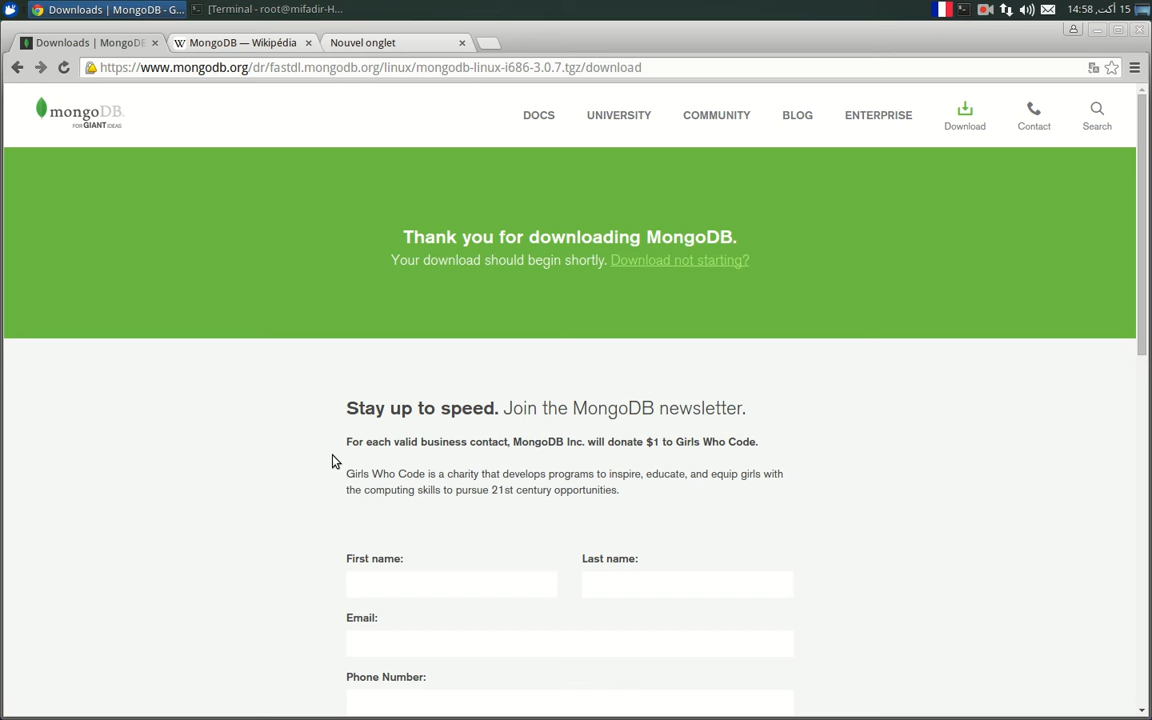 Downloads | MongoDB - G...
[Terminal - root@mifadir-H...
14:58 ,أكت 15
Downloads | MongoDB
MongoDB — Wikipédia
Nouvel onglet
https://www.mongodb.org/dr/fastdl.mongodb.org/linux/mongodb-linux-i686-3.0.7.tgz/download
mongoDB.
FOR GIANT IDEAS
DOCS
UNIVERSITY
COMMUNITY
BLOG
ENTERPRISE
Download
Contact
Search
Thank you for downloading MongoDB.
Your download should begin shortly. Download not starting?
Stay up to speed. Join the MongoDB newsletter.
For each valid business contact, MongoDB Inc. will donate $1 to Girls Who Code.
Girls Who Code is a charity that develops programs to inspire, educate, and equip girls with
the computing skills to pursue 21st century opportunities.
First name:
Last name:
Email:
Phone Number: